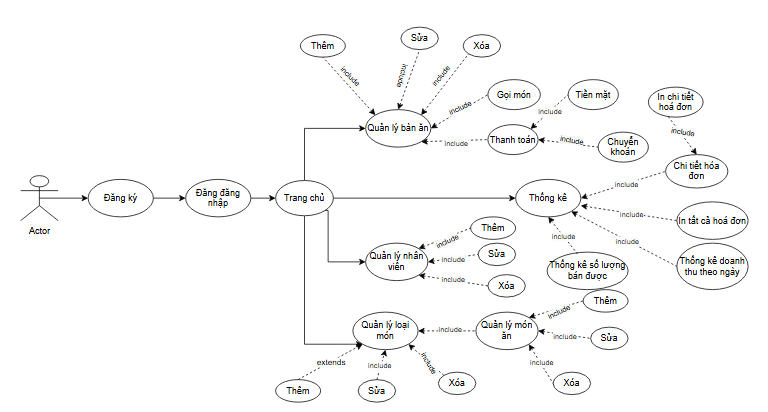 Thêm
Sửa
Xóa
include
include
include
Gọi món
Tiền mặt
In chi tiết
hoá đơn
include
include
Quản lý bàn ăn
include
Thanh toán
include
Chuyển
khoản
include
Chi tiết hóa
đơn
include
Actor
Đăng ký
Đăng đăng
nhập
Trang chủ
Thống kê
include
In tất cả hoá đơn
include
include
Thống kê số lượng
bán được
Thống kê doanh
thu theo ngày
Quản lý nhân
viên
include
Thêm
include
Sửa
include
Xóa
Quản lý loại
món
include
Quản lý món
ăn
include
Thêm
include
Sửa
include
Xóa
extends
Thêm
include
Sửa
include
Xóa